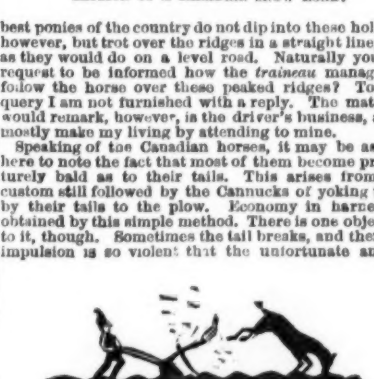 best ponies of the country do not dip into these hol
however, but trot over the ridges in a straight line
as they would do on a level road. Naturally you
request to be informed how the traineau manag
follow the horse over these peaked ridges? To
query I am not furnished with a reply. The mat
would remark, however, is the driver's business,
mostly make my living by attending to mine.
Speaking of tne Canadian horses, it may be as
here to note the fact that most of them become pr
turely bald as to their tails. This arises from
custom still followed by the Cannucks of yoking
by their tails to the plow. Economy in harne
obtained by this simple method. There is one obje
to it, though. Sometimes the tail breaks, and the
impulsion is so violent that the unfortunate an